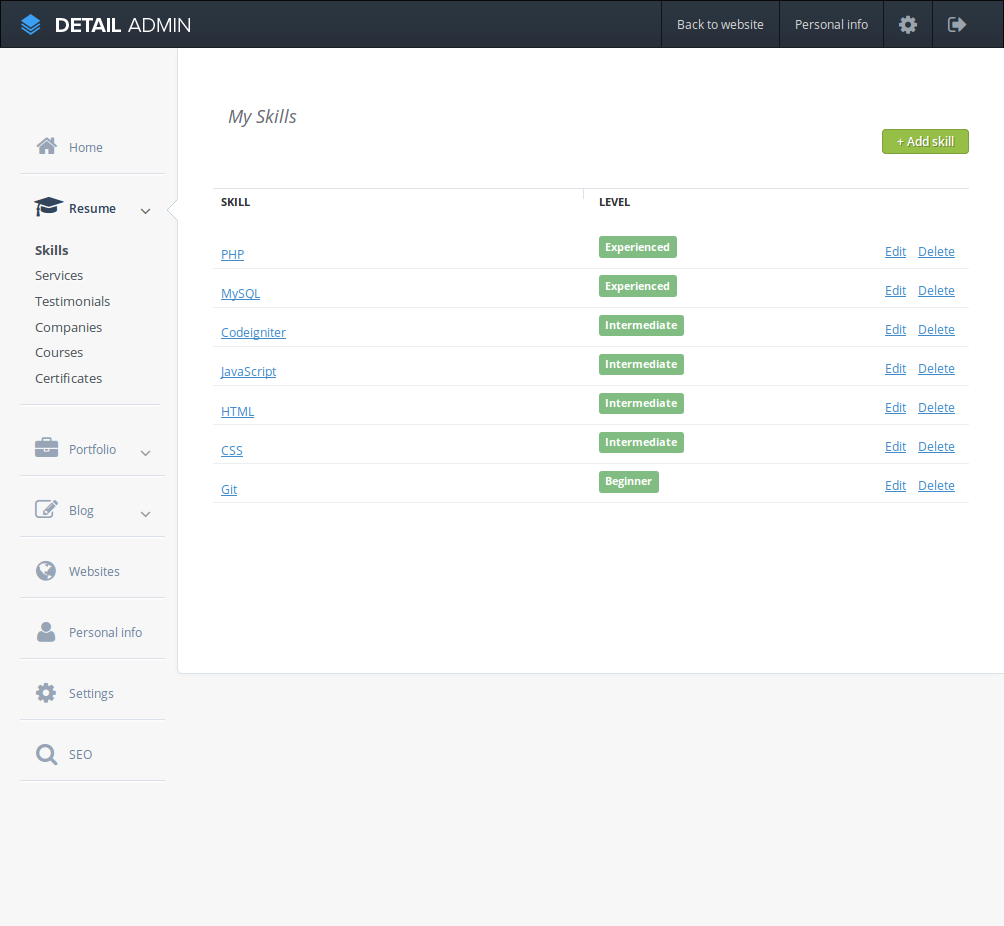 DETAIL ADMIN
Back to website
Personal info
Home
Resume
Skills
Services
Testimonials
Companies
Courses
Certificates
Portfolio
Blog
Websites
Personal info
Settings
SEO
My Skills
+ Add skill
SKILL LEVEL
PHP Experienced Edit Delete
MySQL Experienced Edit Delete
Codeigniter Intermediate Edit Delete
JavaScript Intermediate Edit Delete
HTML Intermediate Edit Delete
CSS Intermediate Edit Delete
Git Beginner Edit Delete